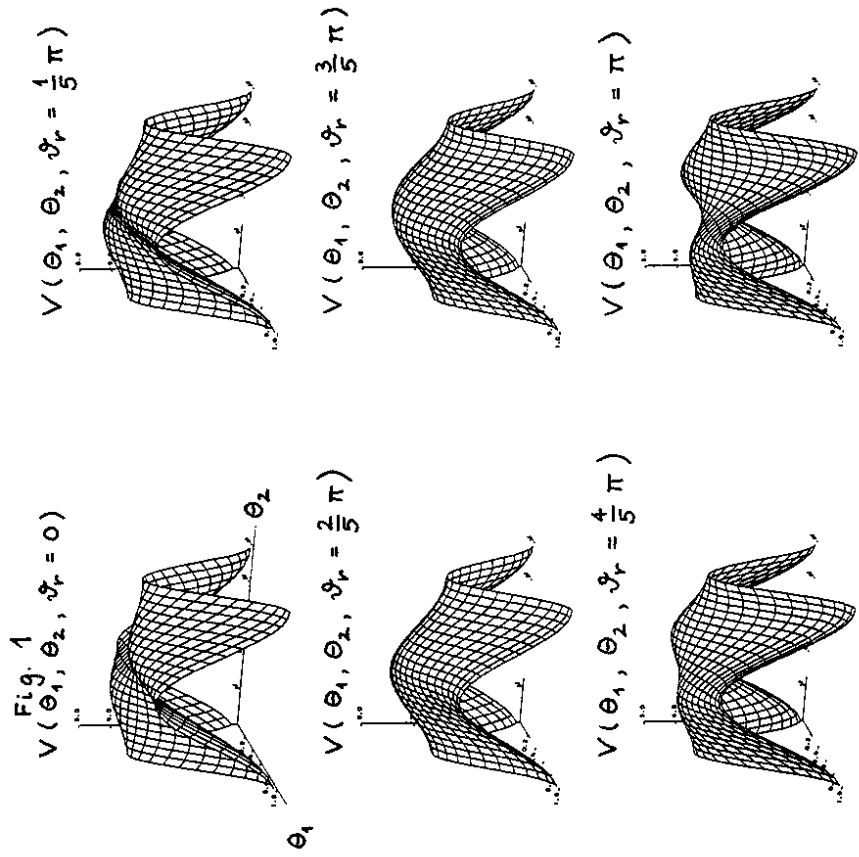 Fig. 1
V(Θ₁, Θ₂, ϑᵣ = 0)
V(Θ₁, Θ₂, ϑᵣ = 1/5 π)
Θ₂
Θ₁
V(Θ₁, Θ₂, ϑᵣ = 2/5 π)
V(Θ₁, Θ₂, ϑᵣ = 3/5 π)
V(Θ₁, Θ₂, ϑᵣ = 4/5 π)
V(Θ₁, Θ₂, ϑᵣ = π)